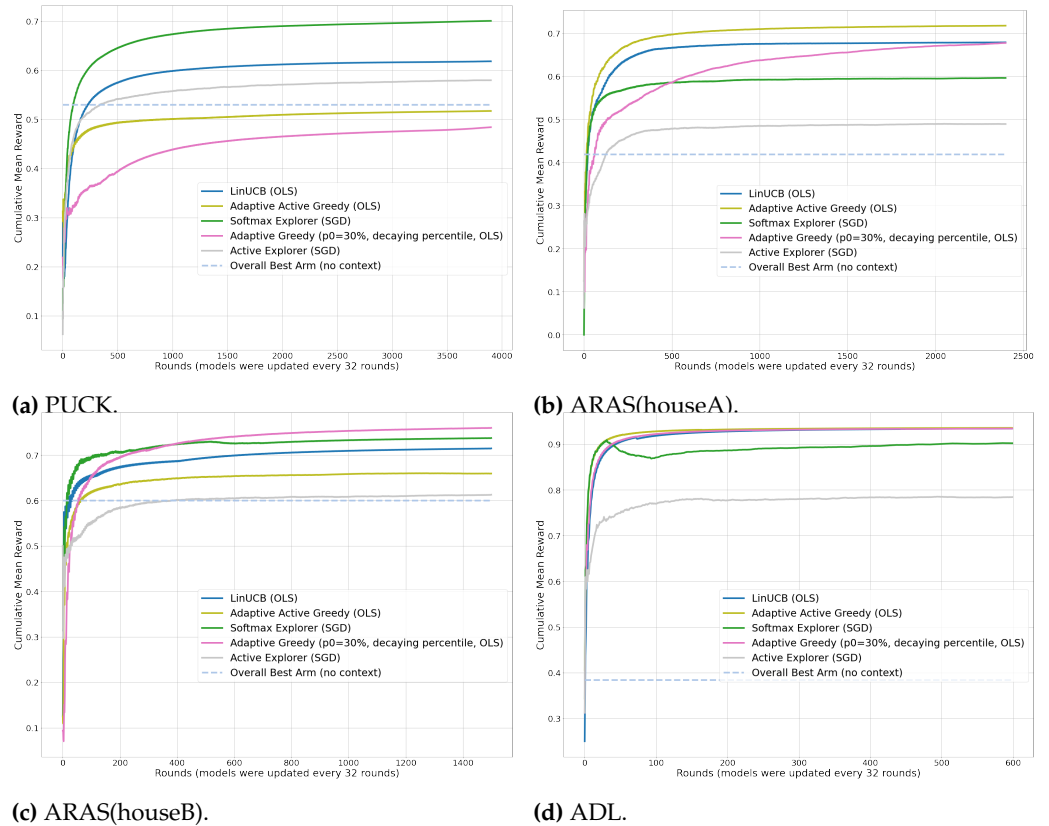 0.7
0.6
0.5
0.4
0.3
0.2
0.1
Cumulative Mean Reward
LinUCB (OLS)
Adaptive Active Greedy (OLS)
Softmax Explorer (SGD)
Adaptive Greedy (p0=30%, decaying percentile, OLS)
Active Explorer (SGD)
Overall Best Arm (no context)
0 500 1000 1500 2000 2500 3000 3500 4000
Rounds (models were updated every 32 rounds)
(a) PUCK.
0.7
0.6
0.5
0.4
0.3
0.2
0.1
0.0
Cumulative Mean Reward
LinUCB (OLS)
Adaptive Active Greedy (OLS)
Softmax Explorer (SGD)
Adaptive Greedy (p0=30%, decaying percentile, OLS)
Active Explorer (SGD)
Overall Best Arm (no context)
0 500 1000 1500 2000 2500
Rounds (models were updated every 32 rounds)
(b) ARAS(houseA).
0.7
0.6
0.5
0.4
0.3
0.2
0.1
Cumulative Mean Reward
LinUCB (OLS)
Adaptive Active Greedy (OLS)
Softmax Explorer (SGD)
Adaptive Greedy (p0=30%, decaying percentile, OLS)
Active Explorer (SGD)
Overall Best Arm (no context)
0 200 400 600 800 1000 1200 1400
Rounds (models were updated every 32 rounds)
(c) ARAS(houseB).
0.9
0.8
0.7
0.6
0.5
0.4
0.3
Cumulative Mean Reward
LinUCB (OLS)
Adaptive Active Greedy (OLS)
Softmax Explorer (SGD)
Adaptive Greedy (p0=30%, decaying percentile, OLS)
Active Explorer (SGD)
Overall Best Arm (no context)
0 100 200 300 400 500 600
Rounds (models were updated every 32 rounds)
(d) ADL.